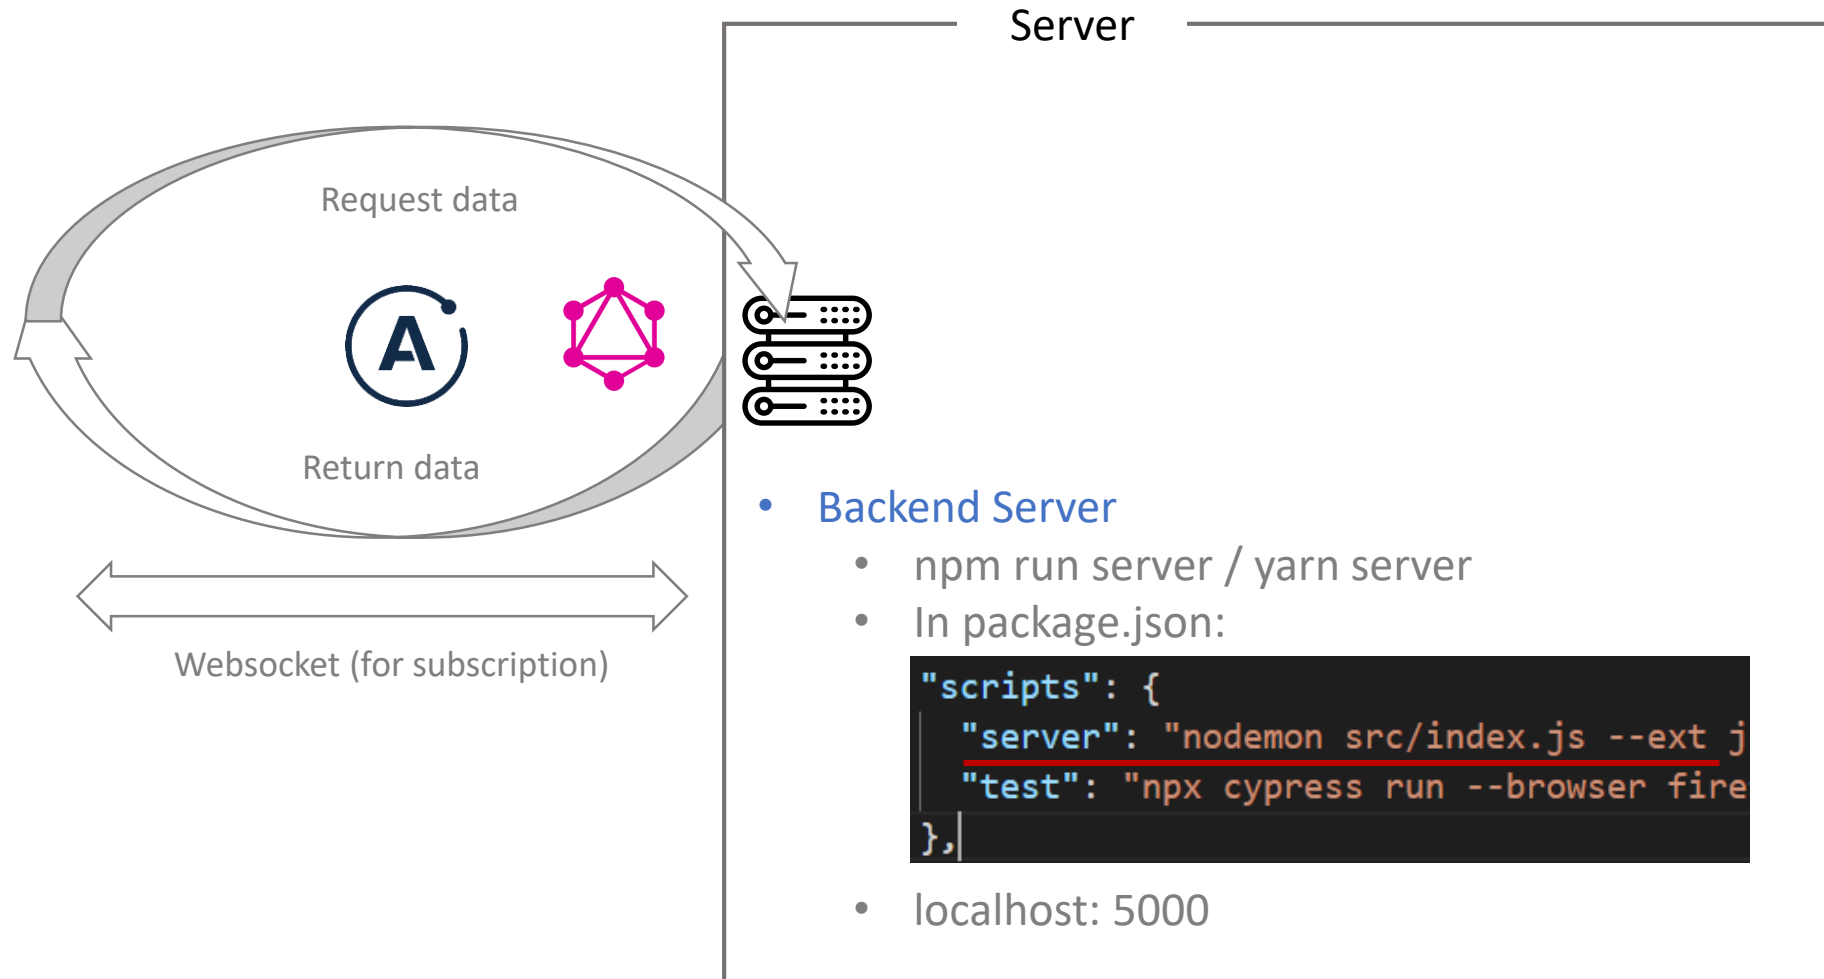 Server
Request data
A
Return data
Websocket (for subscription)
• Backend Server
• npm run server / yarn server
• In package.json:
"scripts": {
"server": "nodemon src/index.js --ext j
"test": "npx cypress run --browser fire
},
• localhost: 5000